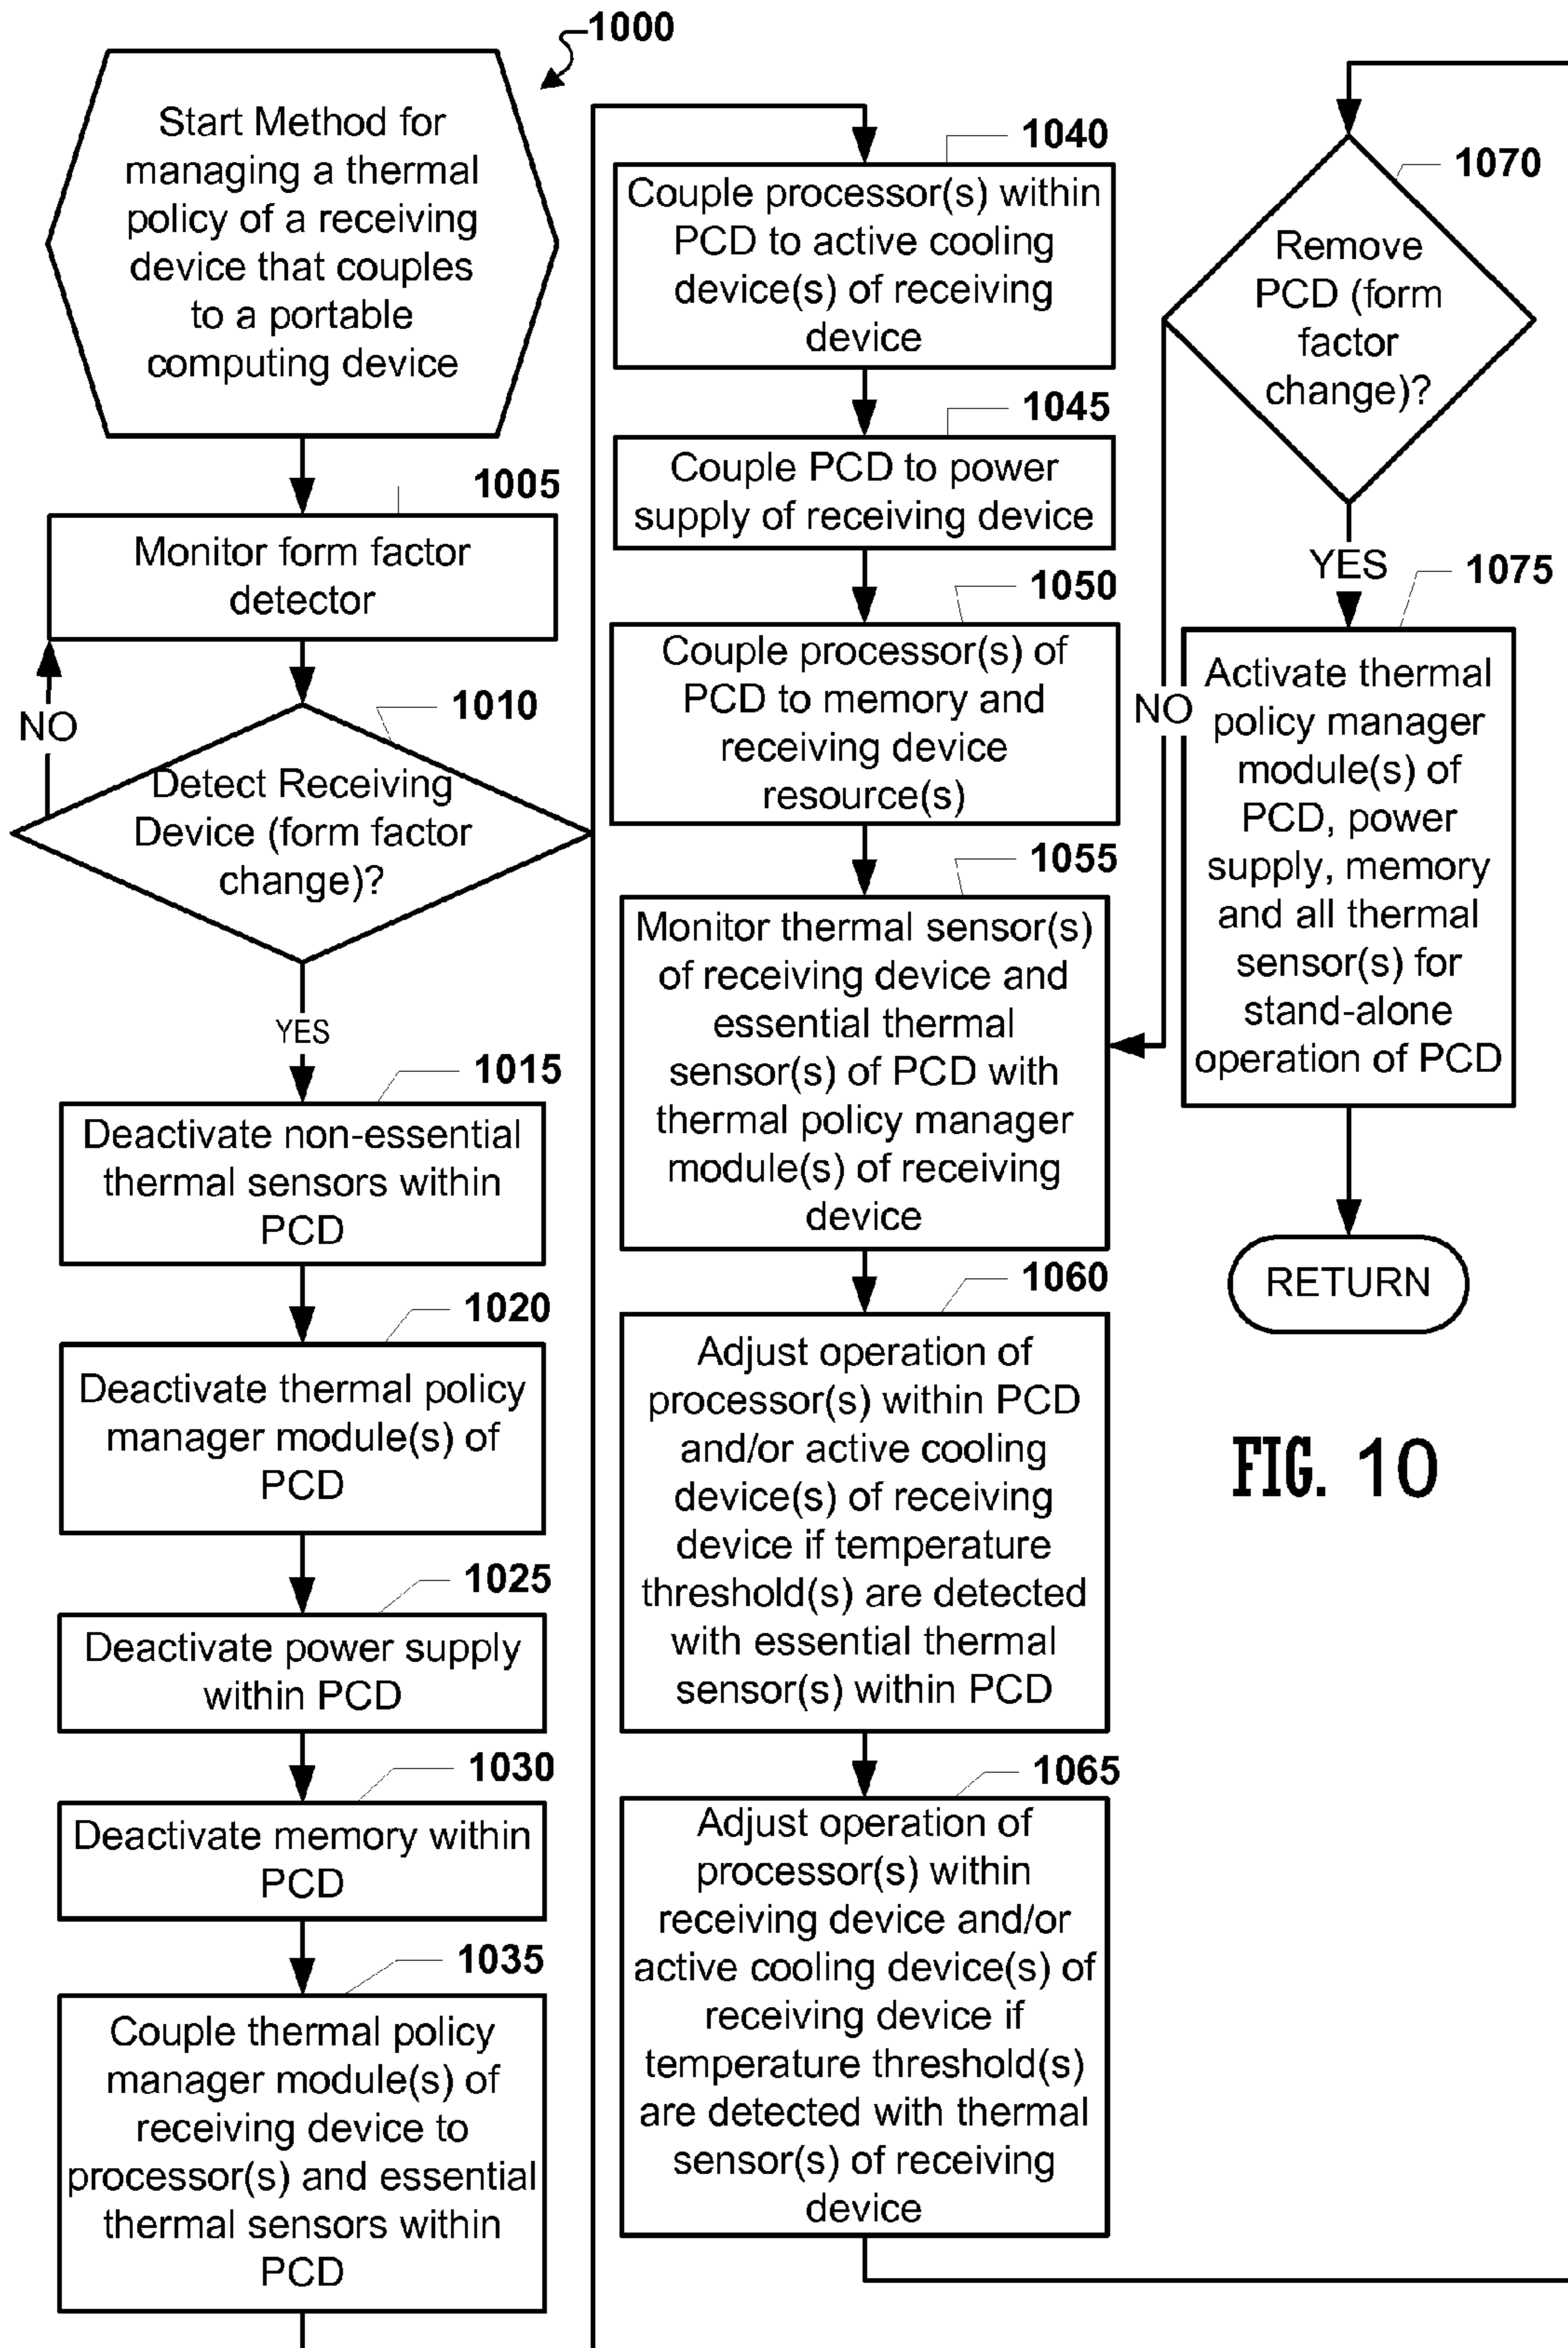 1000
Start Method for
managing a thermal
policy of a receiving
device that couples
to a portable
computing device
1005
Monitor form factor
detector
NO
1010
Detect Receiving
Device (form factor
change)?
YES
1015
Deactivate non-essential
thermal sensors within
PCD
1020
Deactivate thermal policy
manager module(s) of
PCD
1025
Deactivate power supply
within PCD
1030
Deactivate memory within
PCD
1035
Couple thermal policy
manager module(s) of
receiving device to
processor(s) and essential
thermal sensors within
PCD
1040
Couple processor(s) within
PCD to active cooling
device(s) of receiving
device
1045
Couple PCD to power
supply of receiving device
1050
Couple processor(s) of
PCD to memory and
receiving device
resource(s)
1055
Monitor thermal sensor(s)
of receiving device and
essential thermal
sensor(s) of PCD with
thermal policy manager
module(s) of receiving
device
1060
Adjust operation of
processor(s) within PCD
and/or active cooling
device(s) of receiving
device if temperature
threshold(s) are detected
with essential thermal
sensor(s) within PCD
1065
Adjust operation of
processor(s) within
receiving device and/or
active cooling device(s) of
receiving device if
temperature threshold(s)
are detected with thermal
sensor(s) of receiving
device
1070
Remove
PCD (form
factor
change)?
NO
YES
1075
Activate thermal
policy manager
module(s) of
PCD, power
supply, memory
and all thermal
sensor(s) for
stand-alone
operation of PCD
RETURN
FIG. 10